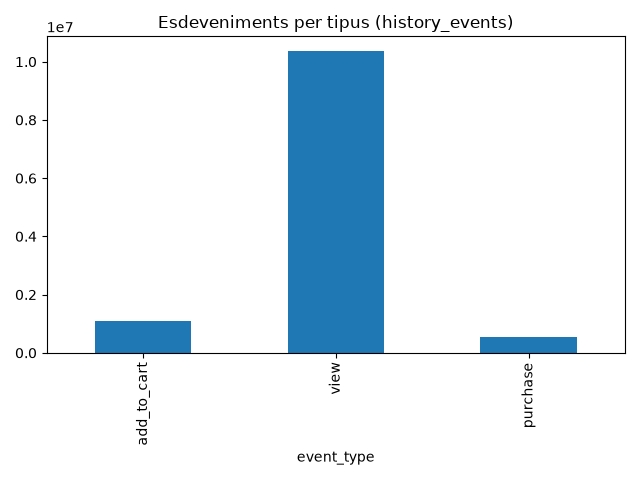 Esdeveniments per tipus (history_events)
1e7
1.0
0.8
0.6
0.4
0.2
0.0
add_to_cart
view
purchase
event_type